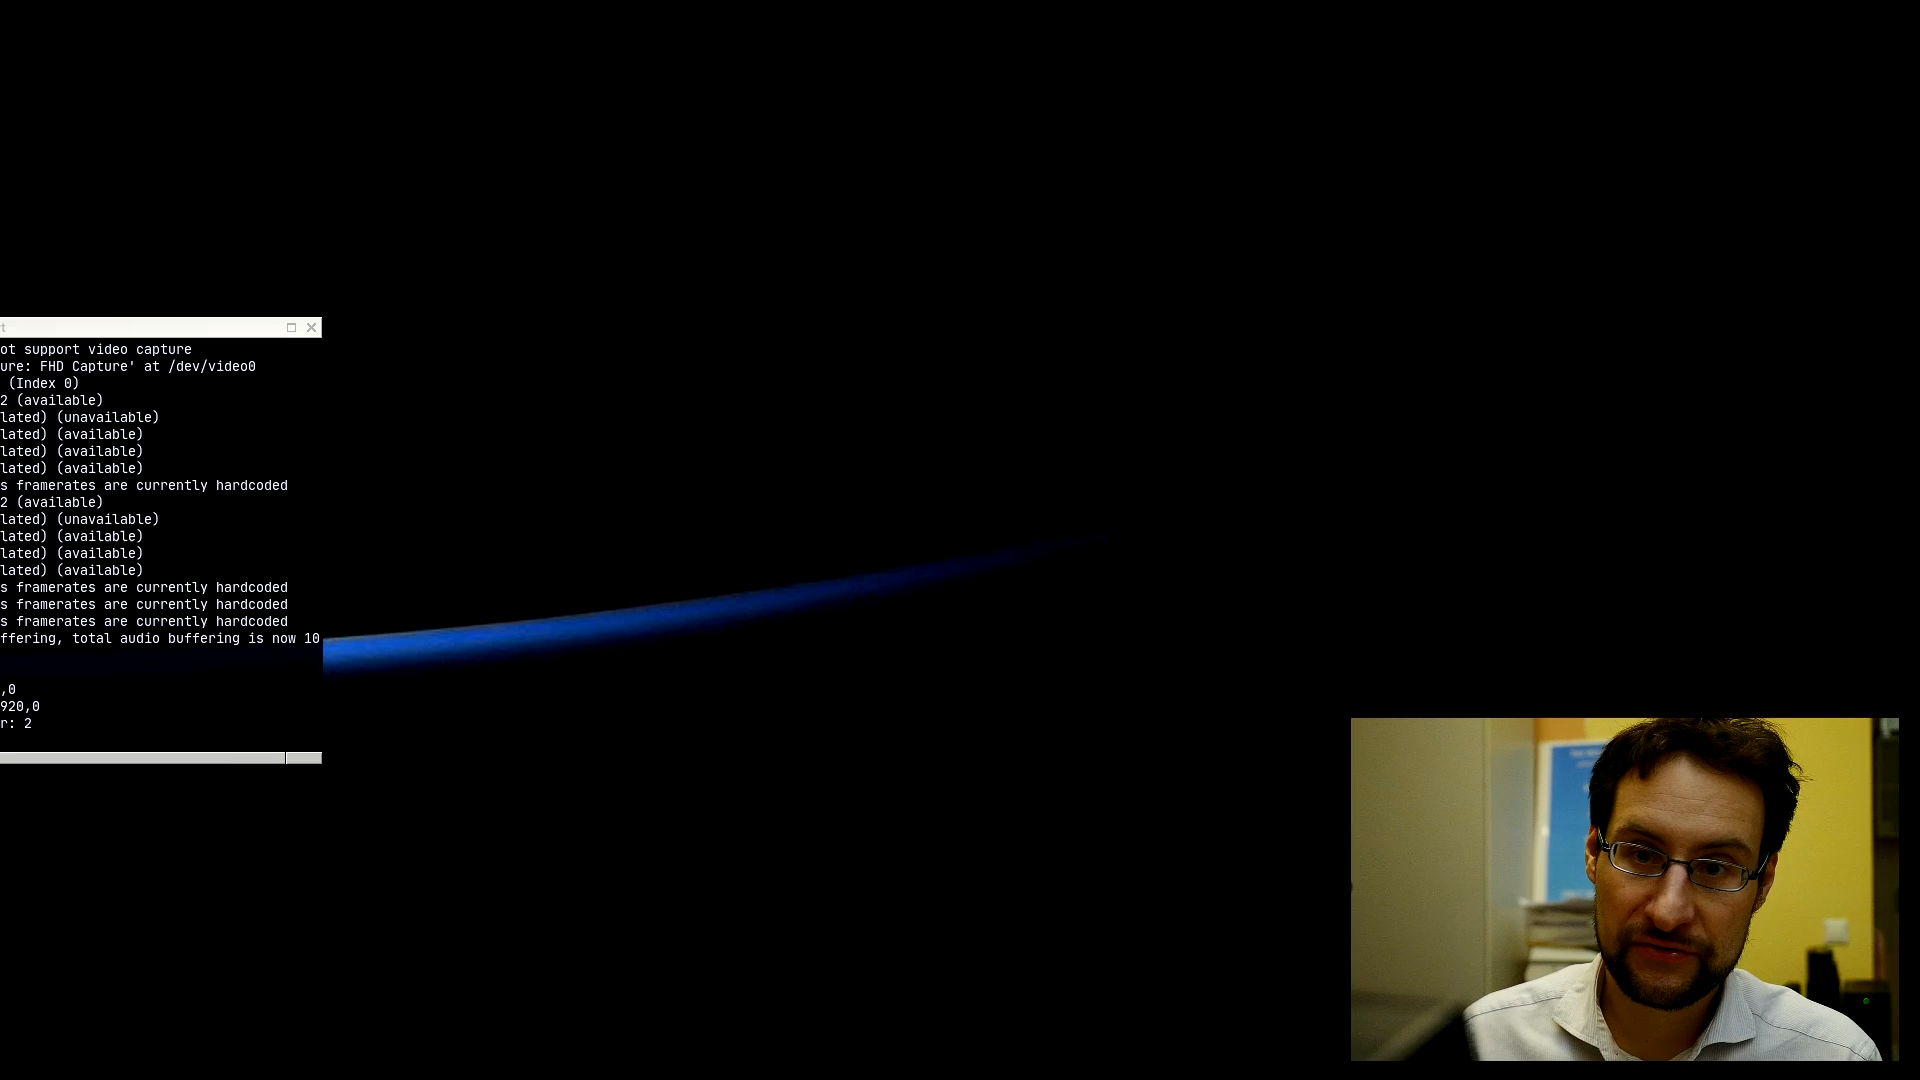 t
ot support video capture
ure: FHD Capture' at /dev/video0
(Index 0)
2 (available)
lated) (unavailable)
lated) (available)
lated) (available)
lated) (available)
s framerates are currently hardcoded
2 (available)
lated) (unavailable)
lated) (available)
lated) (available)
lated) (available)
s framerates are currently hardcoded
s framerates are currently hardcoded
s framerates are currently hardcoded
ffering, total audio buffering is now 10
,0
920,0
r: 2